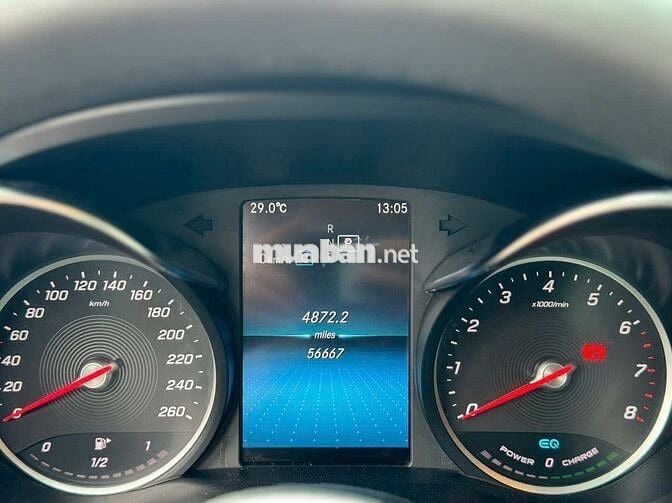 29.0°C 13:05
R
N P
muaban.net
4872.2
miles
56667
0 20 40 60 80 100 120 140 160 180 200 220 240 260
km/h
0 1/2 1
0 1 2 3 4 5 6 7 8
x1000/min
EQ
POWER 0 CHARGE